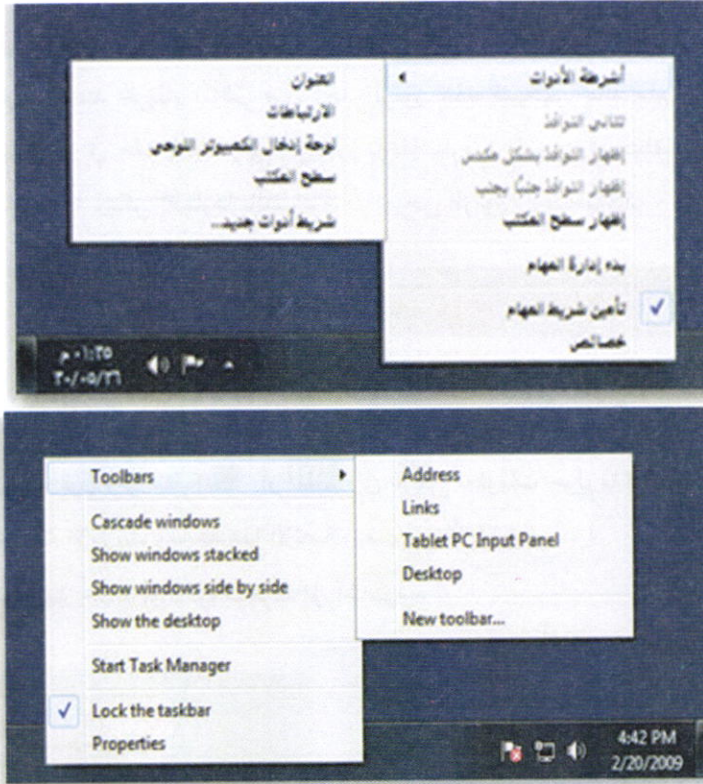 أشرطة الأدوات
تتالي النوافذ
إظهار النوافذ بشكل مكدس
إظهار النوافذ جنبًا بجنب
إظهار سطح المكتب
بدء إدارة المهام
تأمين شريط المهام
خصائص
العنوان
الارتباطات
لوحة إدخال الكمبيوتر اللوحي
سطح المكتب
شريط أدوات جديد...
٠١:٢٥ م
Toolbars
Cascade windows
Show windows stacked
Show windows side by side
Show the desktop
Start Task Manager
Lock the taskbar
Properties
Address
Links
Tablet PC Input Panel
Desktop
New toolbar...
4:42 PM
2/20/2009